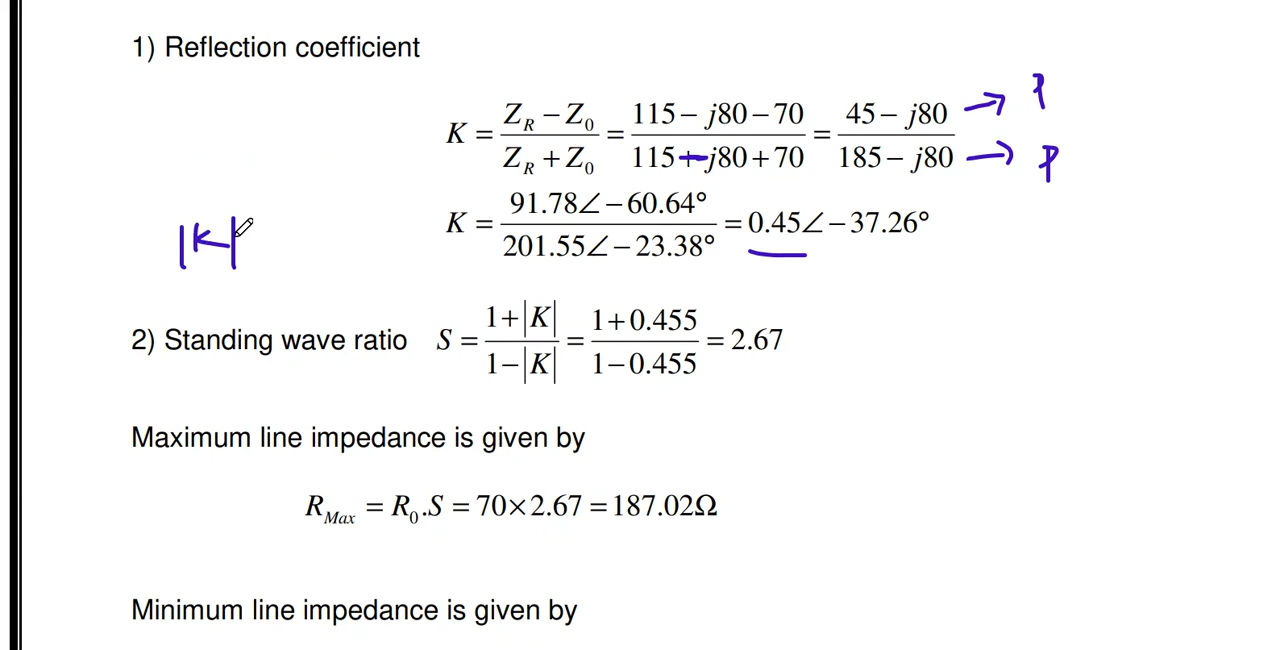 1) Reflection coefficient
K = (Z_R − Z_0)/(Z_R + Z_0) = (115 − j80 − 70)/(115 − j80 + 70) = (45 − j80)/(185 − j80) → P → P
K = 91.78∠−60.64°/201.55∠−23.38° = 0.45∠−37.26°
|K|
2) Standing wave ratio S = (1+|K|)/(1−|K|) = (1+0.455)/(1−0.455) = 2.67
Maximum line impedance is given by
R_Max = R_0.S = 70×2.67 = 187.02Ω
Minimum line impedance is given by